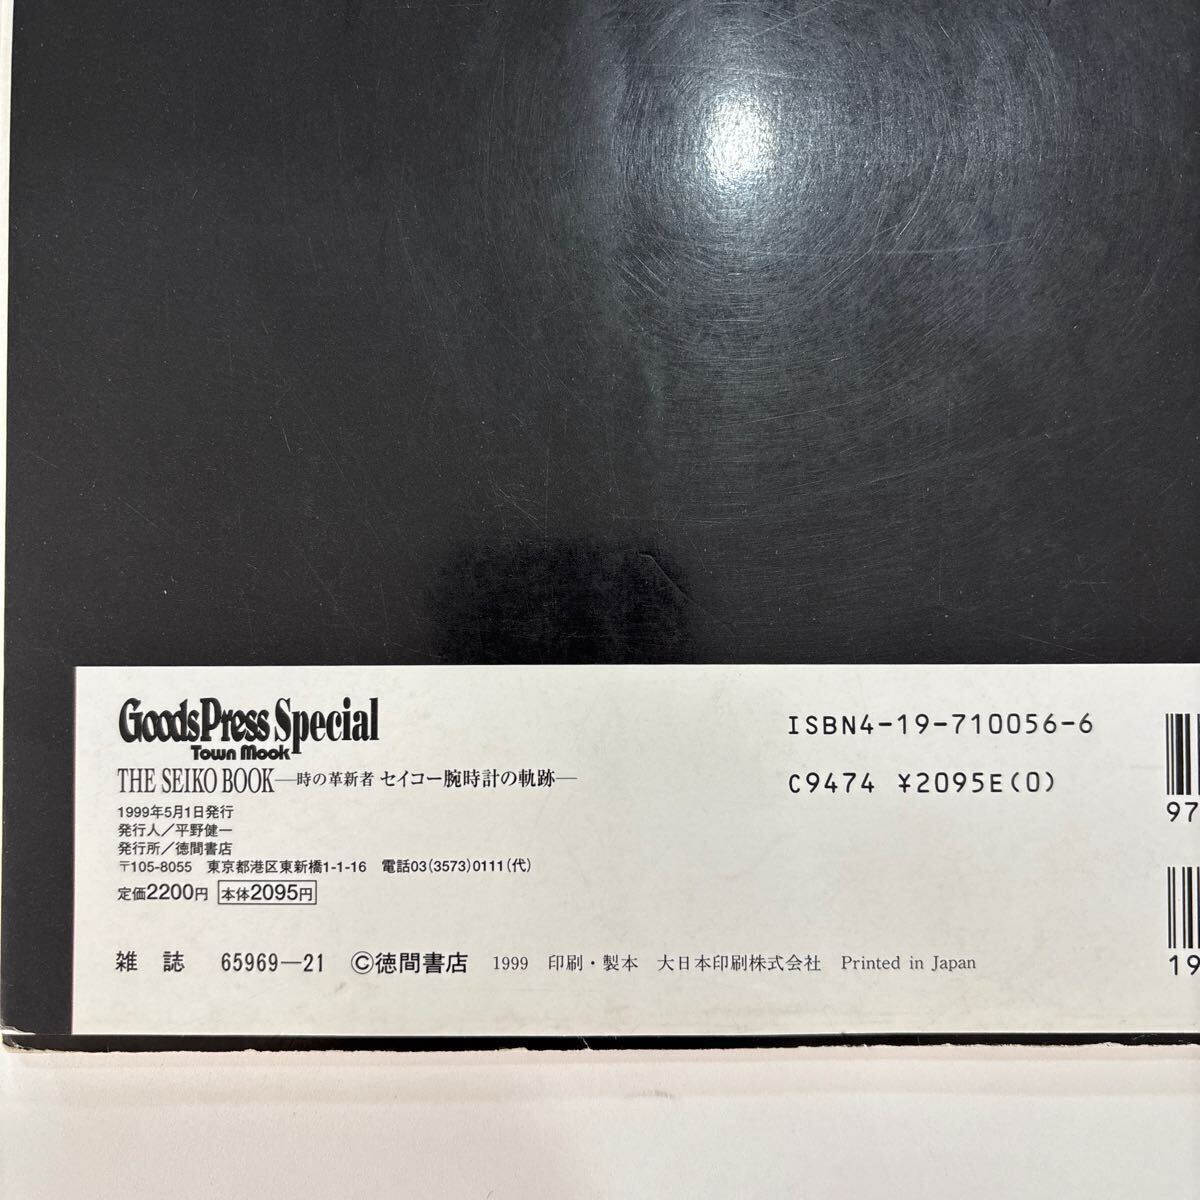 GoodsPress Special
Town Mook
THE SEIKO BOOK―時の革新者 セイコー腕時計の軌跡―
1999年5月1日発行
発行人／平野健一
発行所／徳間書店
〒105-8055 東京都港区東新橋1-1-16 電話03(3573)0111(代)
定価2200円 本体2095円
雑誌 65969―21 ©徳間書店 1999 印刷・製本 大日本印刷株式会社 Printed in Japan
ISBN4-19-710056-6
C9474 ¥2095E(0)
97
19